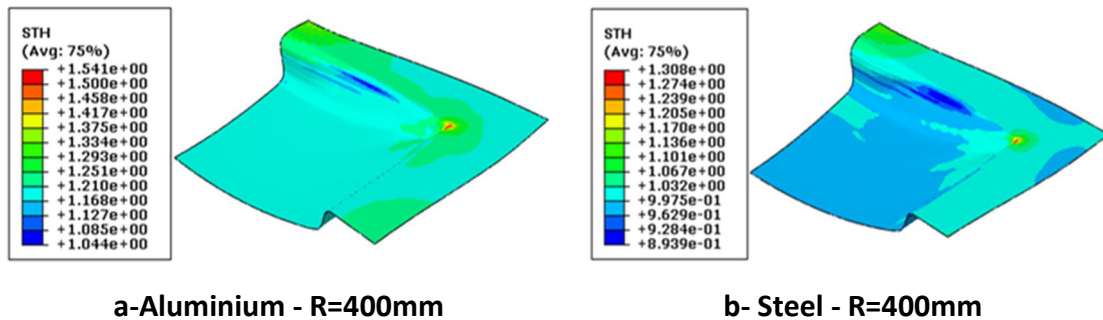 STH
(Avg: 75%)
+1.541e+00
+1.500e+00
+1.458e+00
+1.417e+00
+1.375e+00
+1.334e+00
+1.293e+00
+1.251e+00
+1.210e+00
+1.168e+00
+1.127e+00
+1.085e+00
+1.044e+00
STH
(Avg: 75%)
+1.308e+00
+1.274e+00
+1.239e+00
+1.205e+00
+1.170e+00
+1.136e+00
+1.101e+00
+1.067e+00
+1.032e+00
+9.975e-01
+9.629e-01
+9.284e-01
+8.939e-01
a-Aluminium - R=400mm
b- Steel - R=400mm